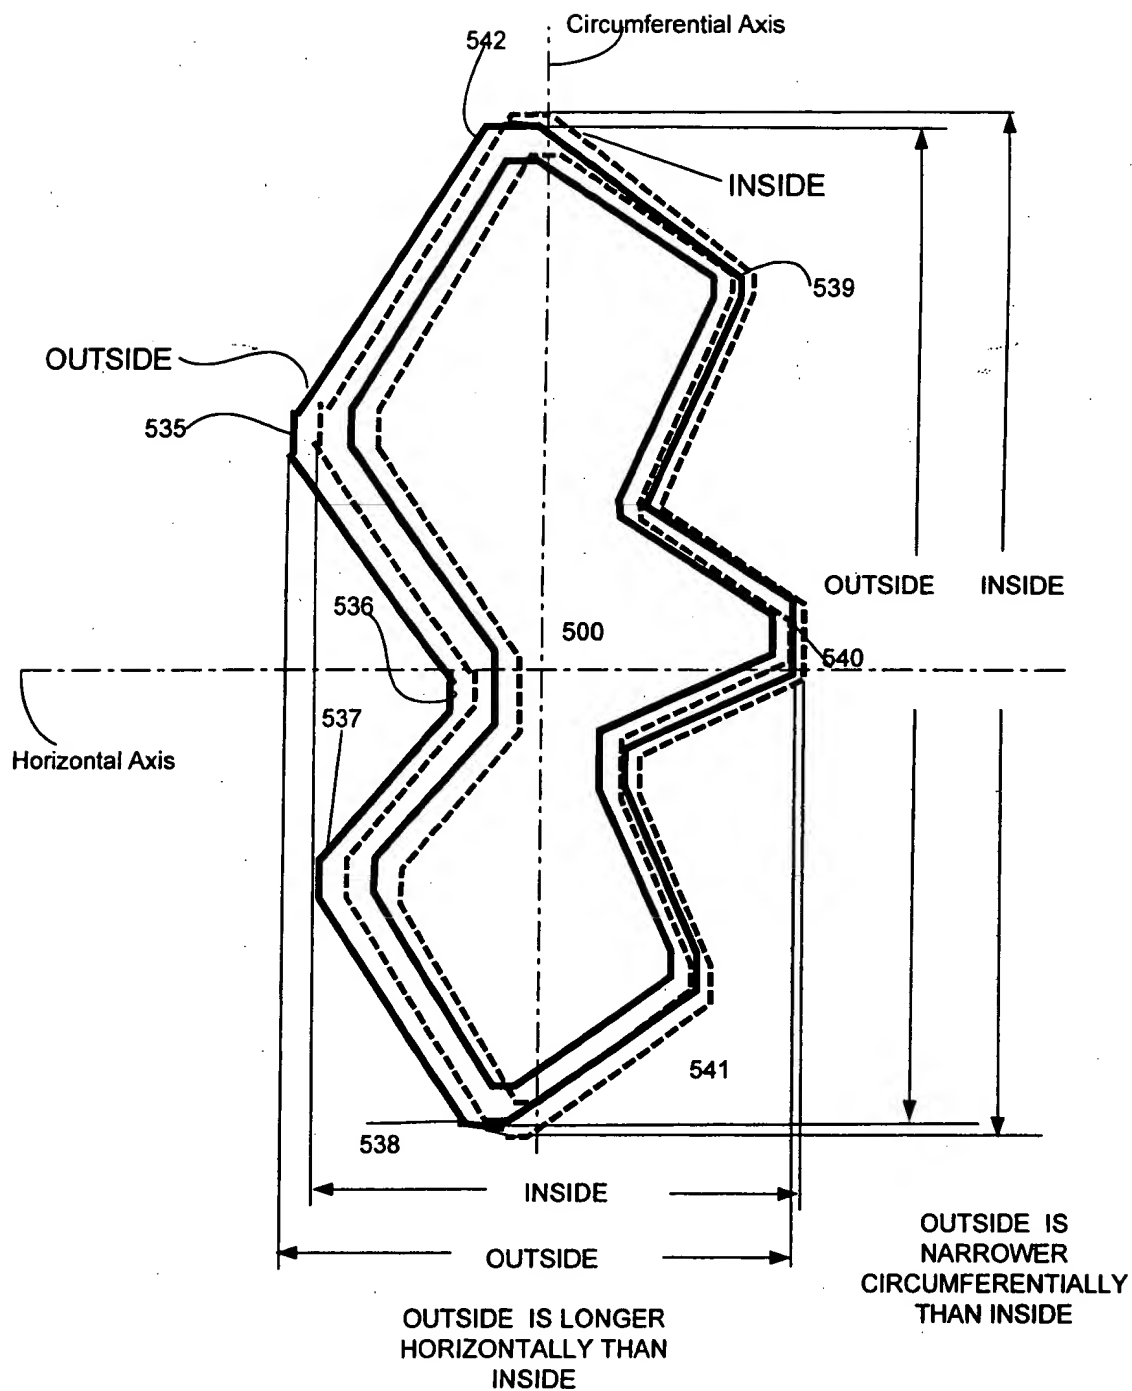 Circumferential Axis
542
INSIDE
539
OUTSIDE
535
OUTSIDE
INSIDE
536
500
540
537
Horizontal Axis
541
538
INSIDE
OUTSIDE
OUTSIDE IS
NARROWER
CIRCUMFERENTIALLY
THAN INSIDE
OUTSIDE IS LONGER
HORIZONTALLY THAN
INSIDE